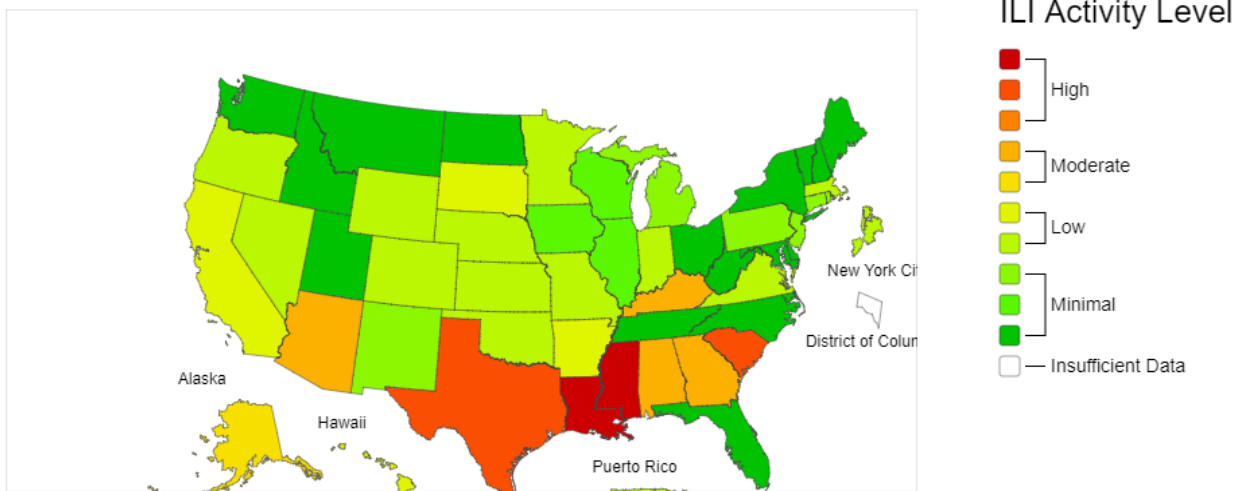 ILI Activity Level
High
Moderate
Low
New York Cit
Minimal
District of Colum
Insufficient Data
Alaska
Hawaii
Puerto Rico